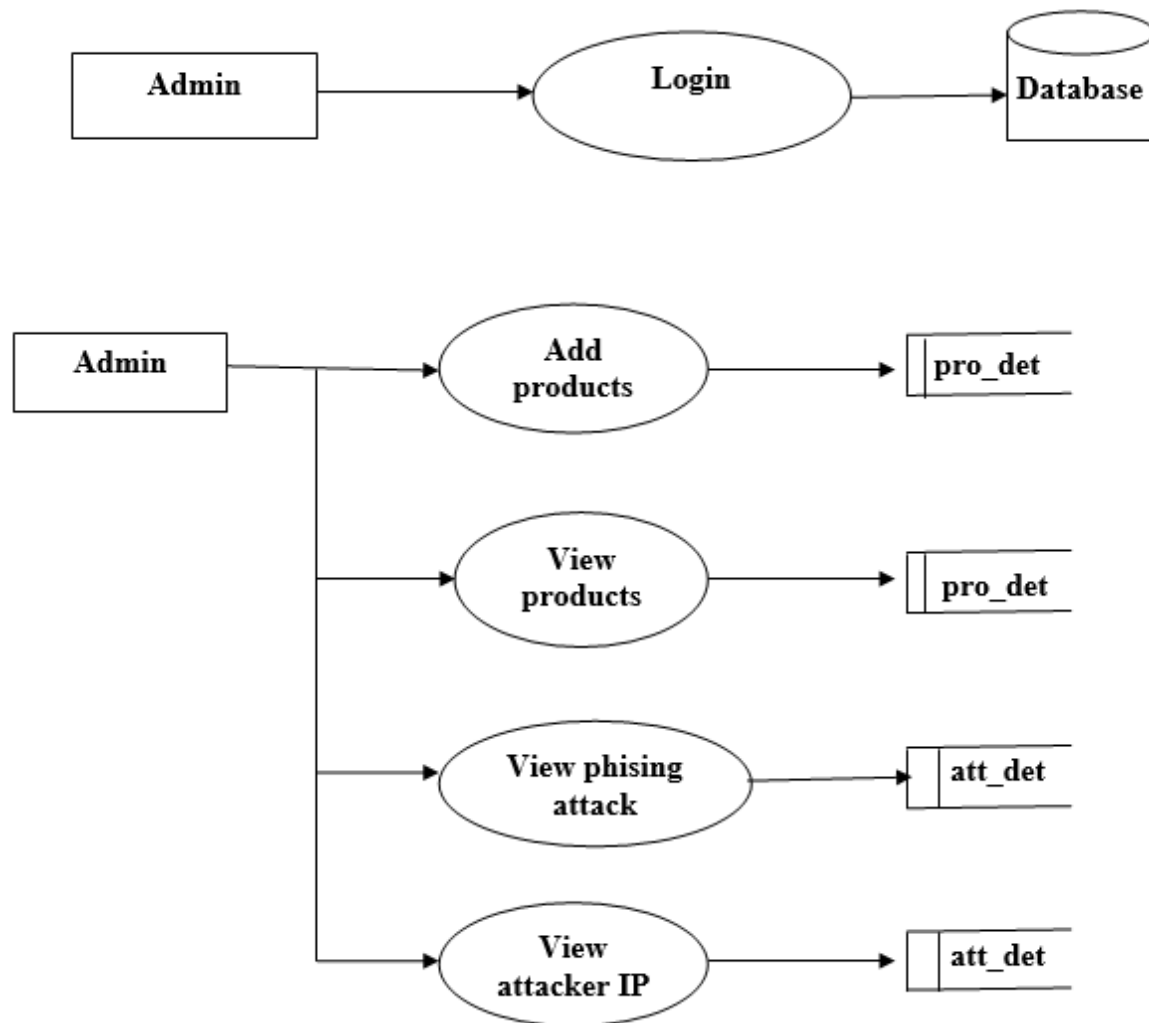 Admin
Login
Database
Admin
Add
products
pro_det
View
products
pro_det
View phising
attack
att_det
View
attacker IP
att_det